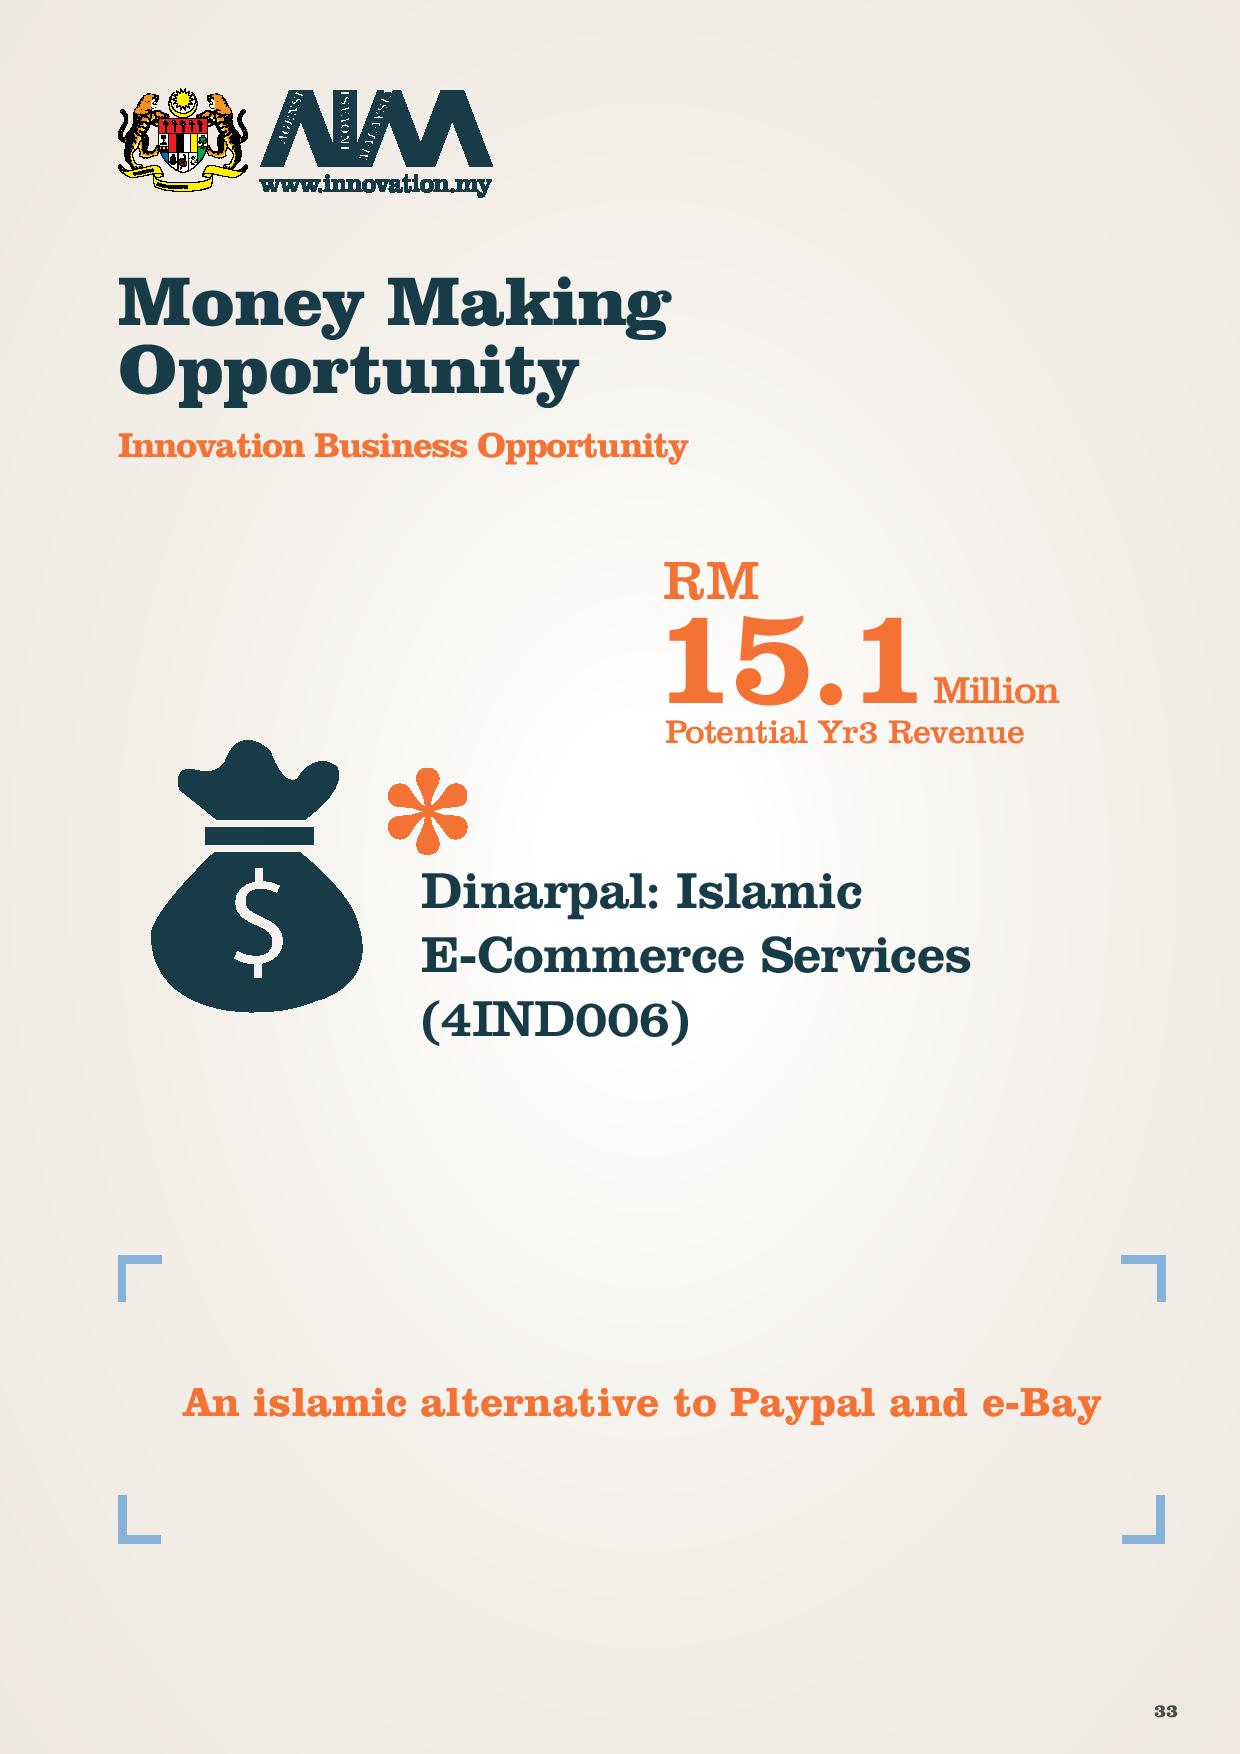 AGENSI INOVASI MALAYSIA
www.innovation.my
Money Making
Opportunity
Innovation Business Opportunity
RM
15.1 Million
Potential Yr3 Revenue
$
*
Dinarpal: Islamic
E-Commerce Services
(4IND006)
An islamic alternative to Paypal and e-Bay
33